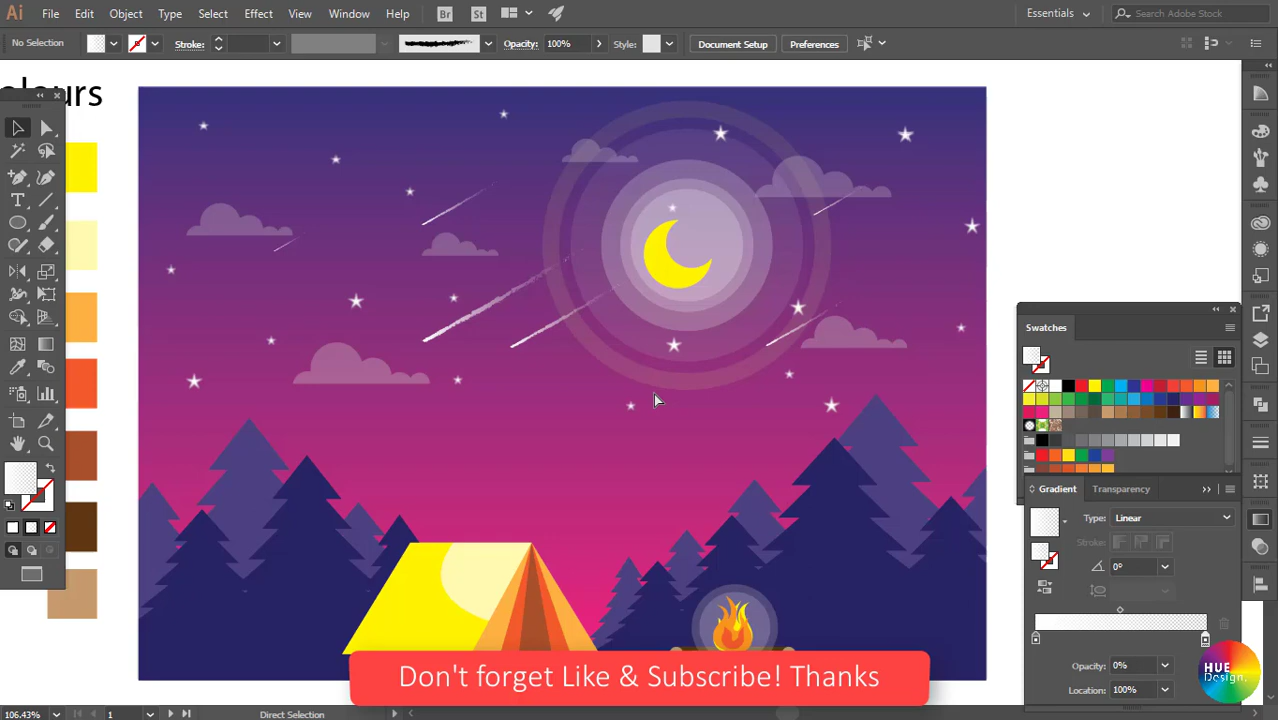 Ai File Edit Object Type Select Effect View Window Help Br St Essentials Search Adobe Stock
No Selection Stroke: Opacity: 100% Style: Document Setup Preferences
olours
Swatches
Gradient Transparency
Type: Linear
Stroke:
0°
Opacity: 0%
Location: 100%
HUE
Design.
Don't forget Like & Subscribe! Thanks
106.43% 1 Direct Selection